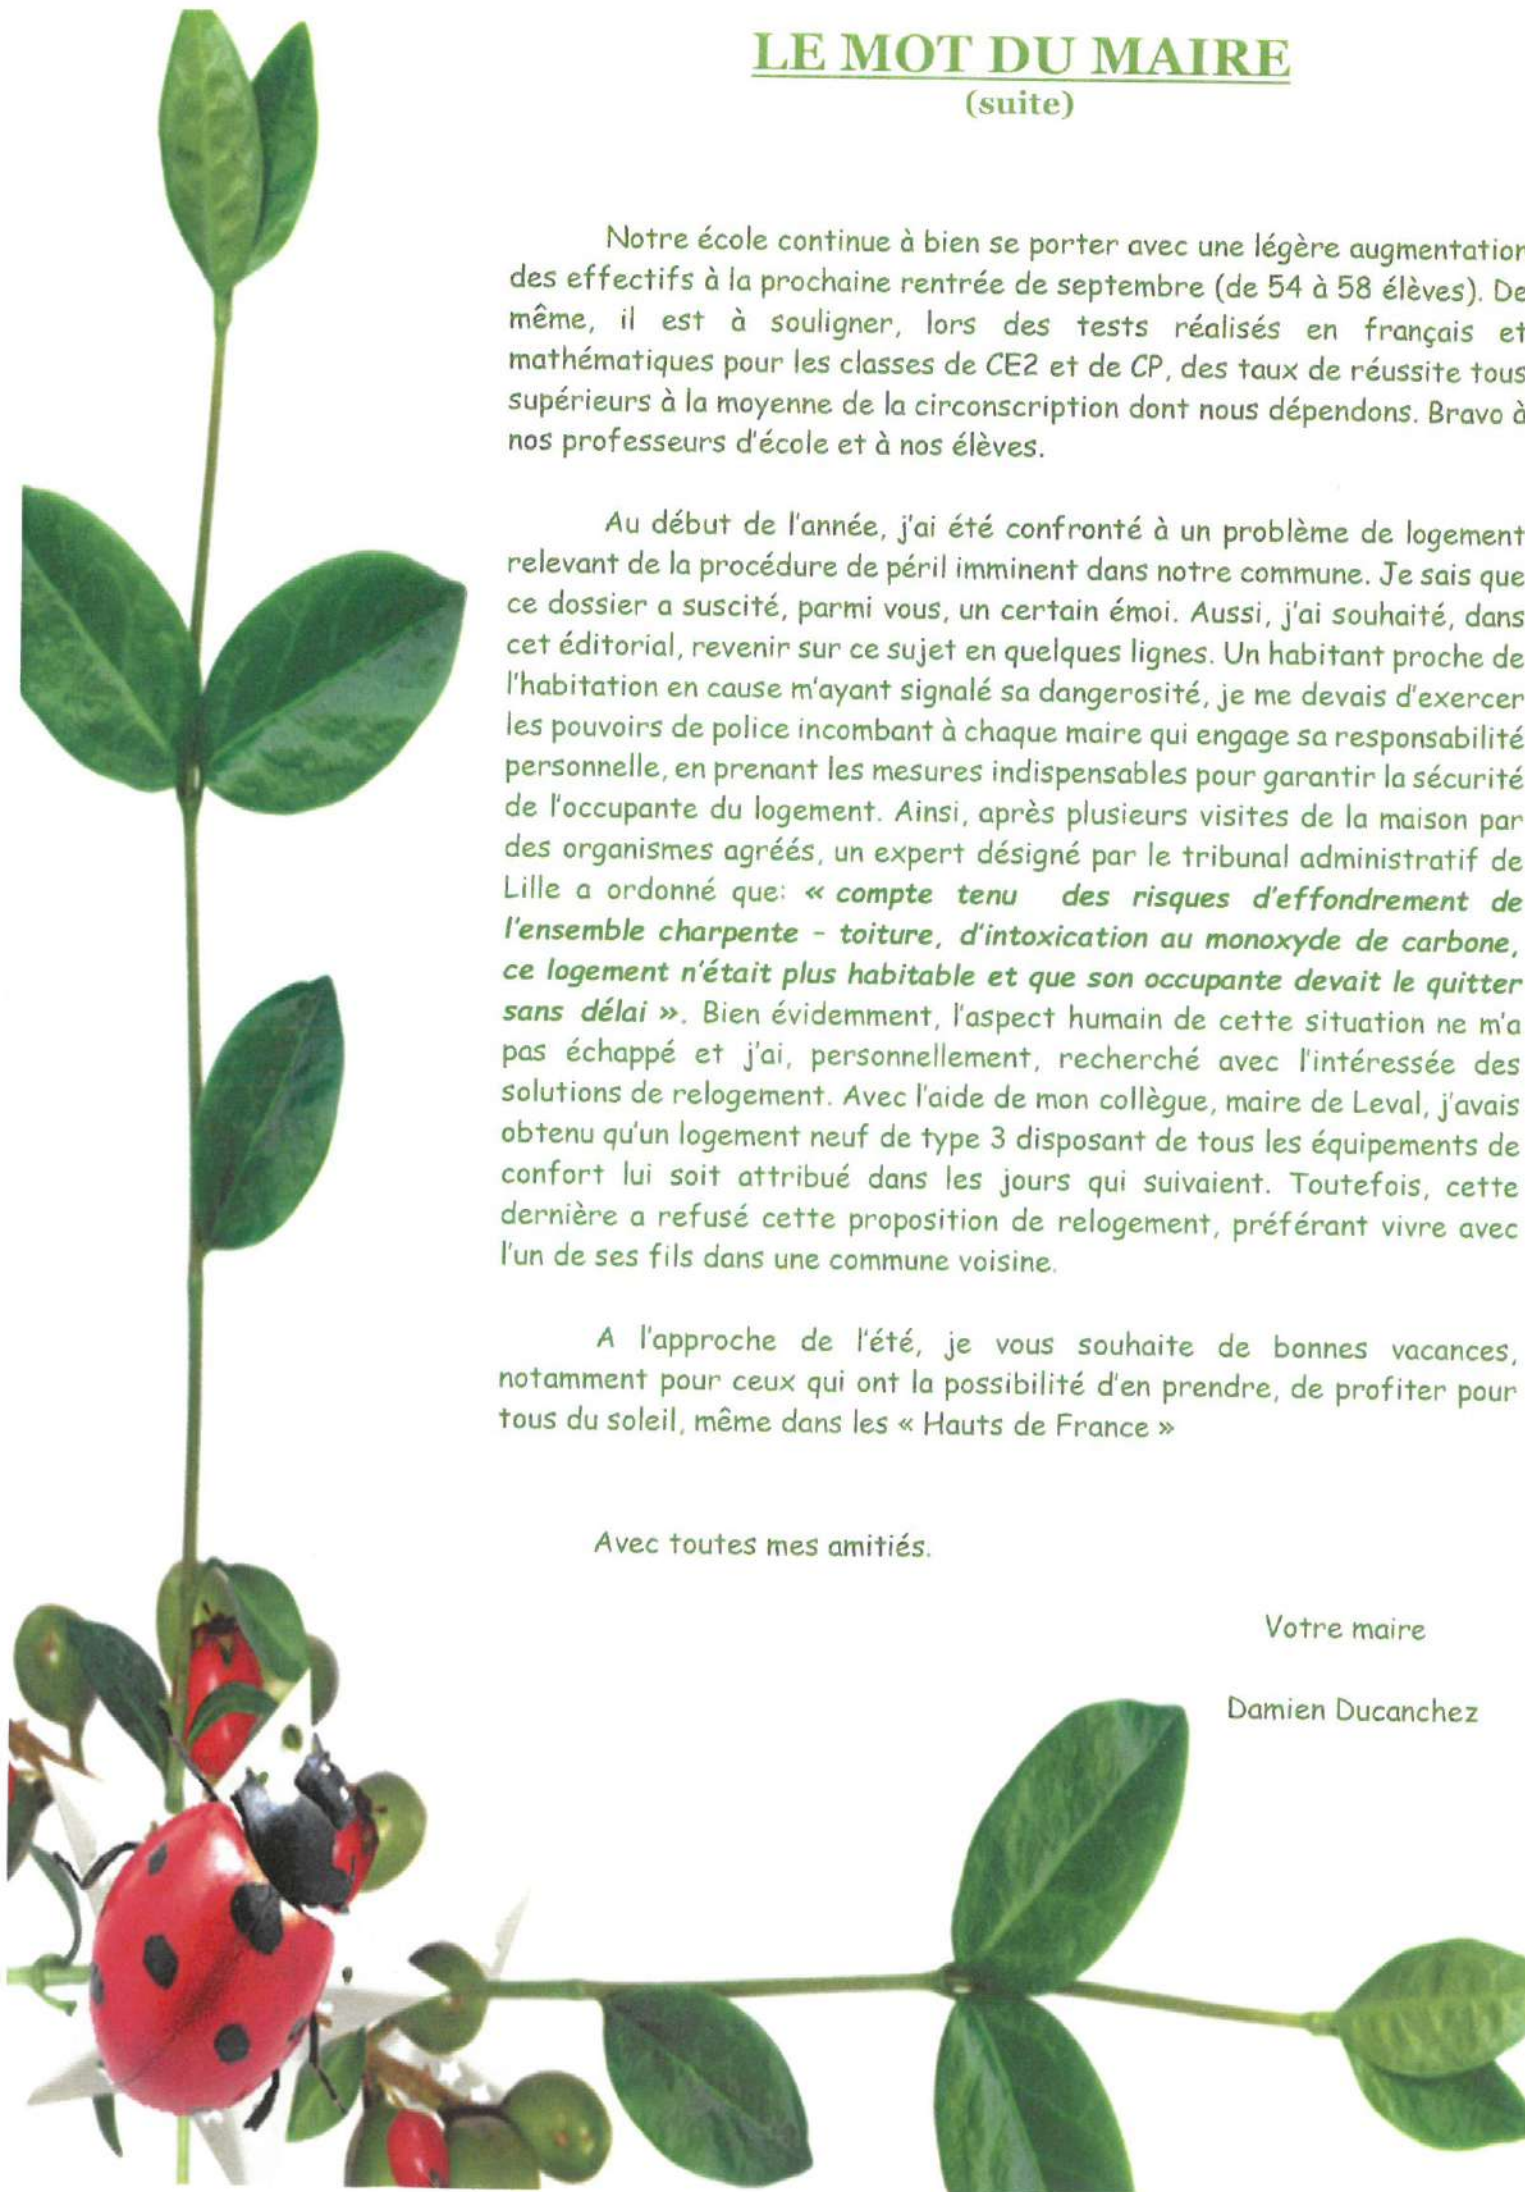 LE MOT DU MAIRE
(suite)
Notre école continue à bien se porter avec une légère augmentation
des effectifs à la prochaine rentrée de septembre (de 54 à 58 élèves). De
même, il est à souligner, lors des tests réalisés en français et
mathématiques pour les classes de CE2 et de CP, des taux de réussite tous
supérieurs à la moyenne de la circonscription dont nous dépendons. Bravo à
nos professeurs d'école et à nos élèves.
Au début de l'année, j'ai été confronté à un problème de logement
relevant de la procédure de péril imminent dans notre commune. Je sais que
ce dossier a suscité, parmi vous, un certain émoi. Aussi, j'ai souhaité, dans
cet éditorial, revenir sur ce sujet en quelques lignes. Un habitant proche de
l'habitation en cause m'ayant signalé sa dangerosité, je me devais d'exercer
les pouvoirs de police incombant à chaque maire qui engage sa responsabilité
personnelle, en prenant les mesures indispensables pour garantir la sécurité
de l'occupante du logement. Ainsi, après plusieurs visites de la maison par
des organismes agréés, un expert désigné par le tribunal administratif de
Lille a ordonné que: « compte tenu des risques d'effondrement de
l'ensemble charpente - toiture, d'intoxication au monoxyde de carbone,
ce logement n'était plus habitable et que son occupante devait le quitter
sans délai ». Bien évidemment, l'aspect humain de cette situation ne m'a
pas échappé et j'ai, personnellement, recherché avec l'intéressée des
solutions de relogement. Avec l'aide de mon collègue, maire de Leval, j'avais
obtenu qu'un logement neuf de type 3 disposant de tous les équipements de
confort lui soit attribué dans les jours qui suivaient. Toutefois, cette
dernière a refusé cette proposition de relogement, préférant vivre avec
l'un de ses fils dans une commune voisine.
A l'approche de l'été, je vous souhaite de bonnes vacances,
notamment pour ceux qui ont la possibilité d'en prendre, de profiter pour
tous du soleil, même dans les « Hauts de France »
Avec toutes mes amitiés.
Votre maire
Damien Ducanchez